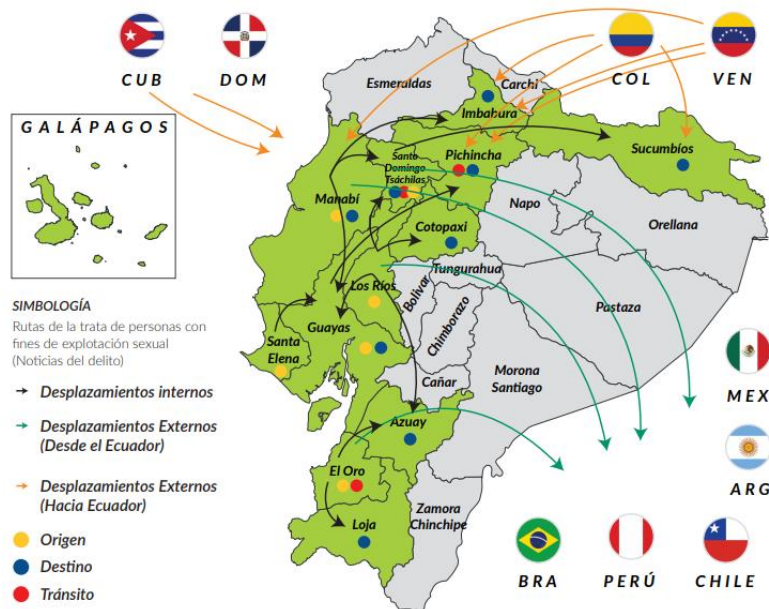 CUB
DOM
COL
VEN
GALÁPAGOS
Esmeraldas
Carchi
Imbabura
Sucumbíos
Santo
Domingo
Tsáchilas
Pichincha
Manabí
Napo
Orellana
Cotopaxi
Tungurahua
Los Ríos
Bolívar
Chimborazo
Pastaza
Guayas
Santa
Elena
Cañar
Morona
Santiago
Azuay
El Oro
Loja
Zamora
Chinchipe
SIMBOLOGÍA
Rutas de la trata de personas con
fines de explotación sexual
(Noticias del delito)
Desplazamientos internos
Desplazamientos Externos
(Desde el Ecuador)
Desplazamientos Externos
(Hacia Ecuador)
Origen
Destino
Tránsito
MEX
ARG
BRA
PERÚ
CHILE